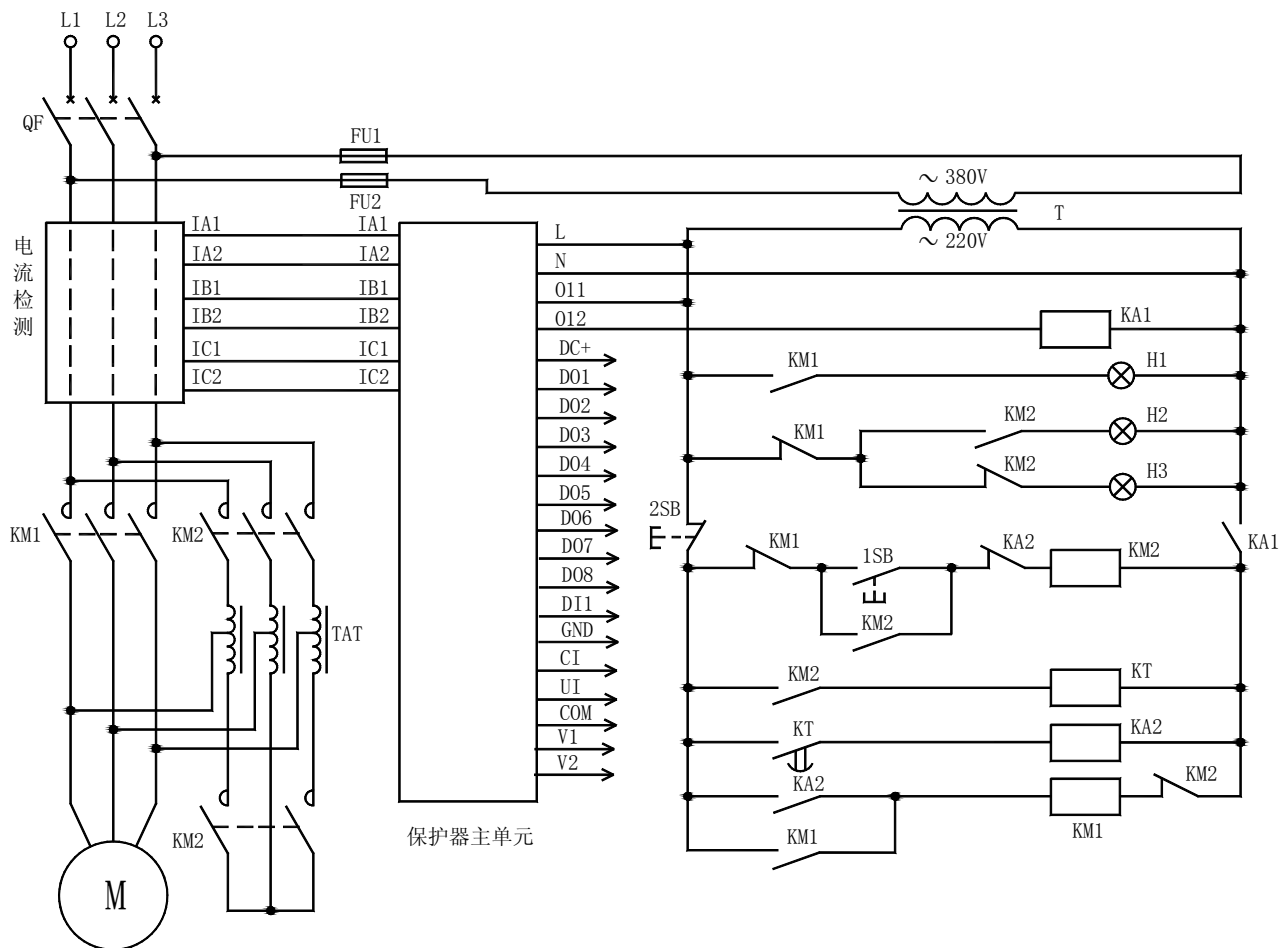 L1 L2 L3
QF
FU1
FU2
～ 380V
T
～ 220V
电流检测
IA1 IA1
IA2 IA2
IB1 IB1
IB2 IB2
IC1 IC1
IC2 IC2
L
N
O11
O12
DC+
DO1
DO2
DO3
DO4
DO5
DO6
DO7
DO8
DI1
GND
CI
UI
COM
V1
V2
保护器主单元
KM1
KM2
TAT
KM2
M
KA1
KM1 H1
KM2 H2
KM1
KM2 H3
2SB
KA1
KM1 1SB KA2 KM2
KM2
KM2 KT
KT KA2
KA2 KM2
KM1
KM1